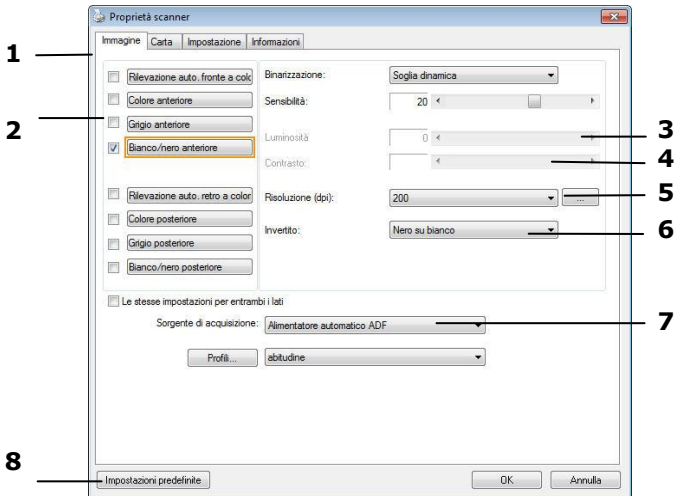 Proprietà scanner
Immagine Carta Impostazione Informazioni
1
Rilevazione auto. fronte a colo Binarizzazione: Soglia dinamica
Colore anteriore Sensibilità: 20
2
Grigio anteriore
Luminosità 0 3
Bianco/nero anteriore
Contrasto: 4
Rilevazione auto. retro a color Risoluzione (dpi): 200 ... 5
Colore posteriore
Invertito: Nero su bianco 6
Grigio posteriore
Bianco/nero posteriore
Le stesse impostazioni per entrambi i lati
Sorgente di acquisizione: Alimentatore automatico ADF 7
Profili... abitudine
8
Impostazioni predefinite OK Annulla